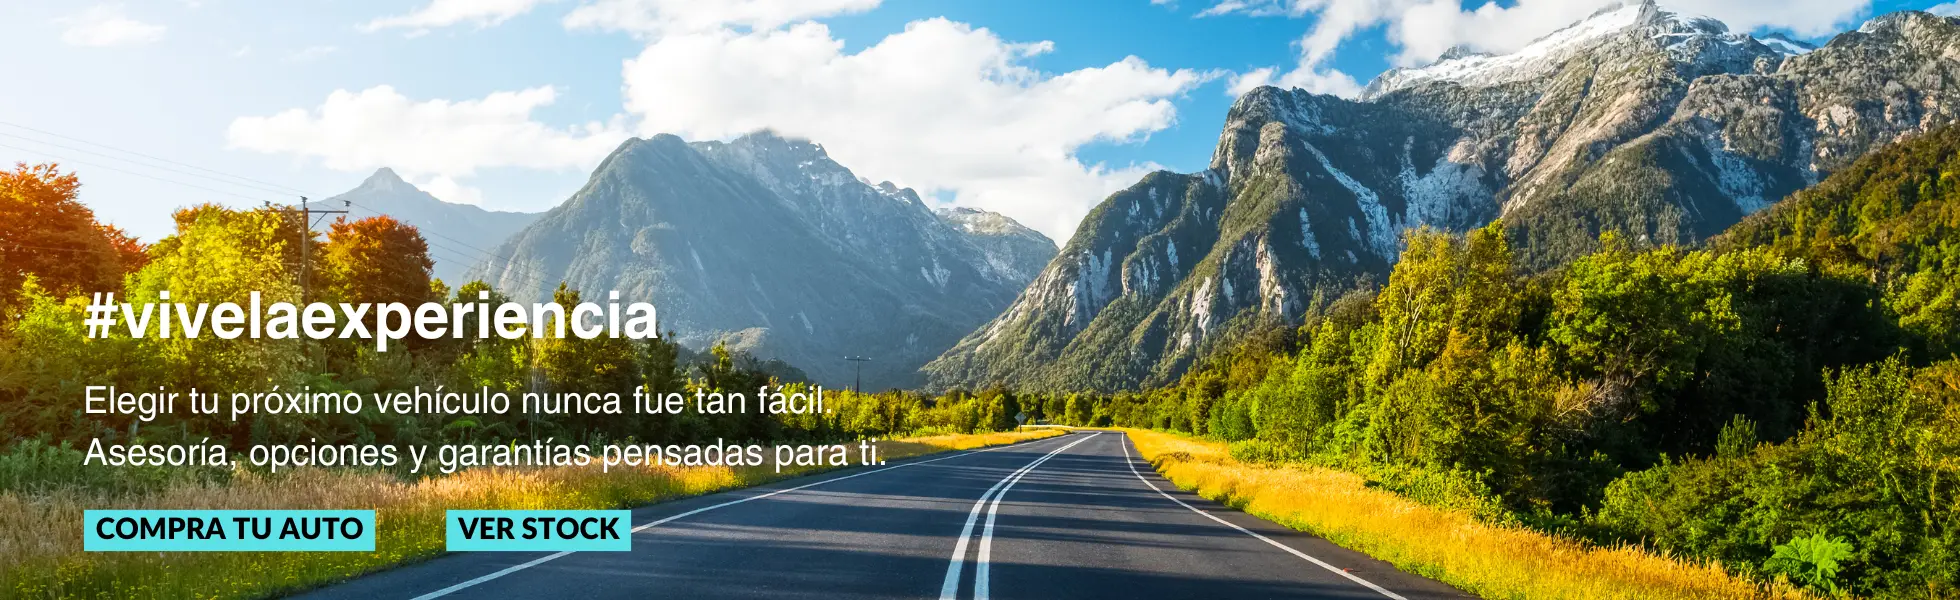 #vivelaexperiencia
Elegir tu próximo vehículo nunca fue tan fácil.
Asesoría, opciones y garantías pensadas para ti.
COMPRA TU AUTO
VER STOCK